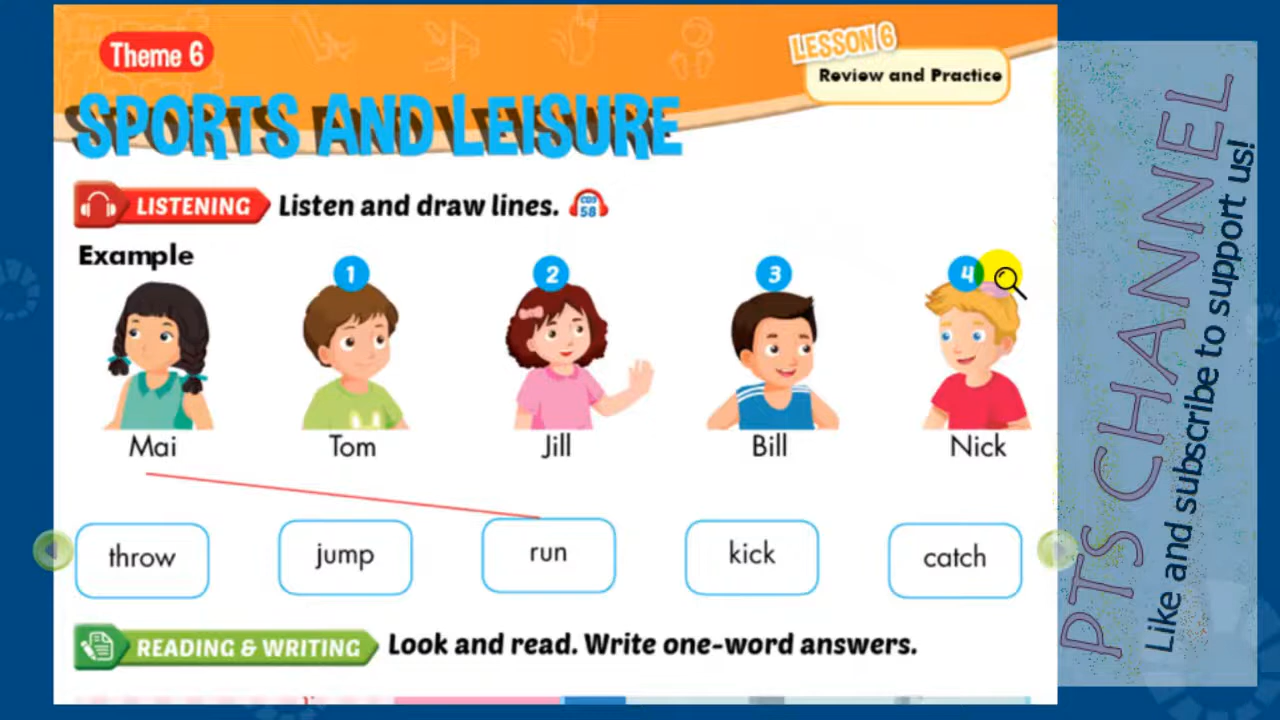 Theme 6
LESSON 6
Review and Practice
SPORTS AND LEISURE
LISTENING Listen and draw lines. CD3 58
Example
1 2 3 4
Mai Tom Jill Bill Nick
throw jump run kick catch
READING & WRITING Look and read. Write one-word answers.
PTS CHANNEL
Like and subscribe to support us!